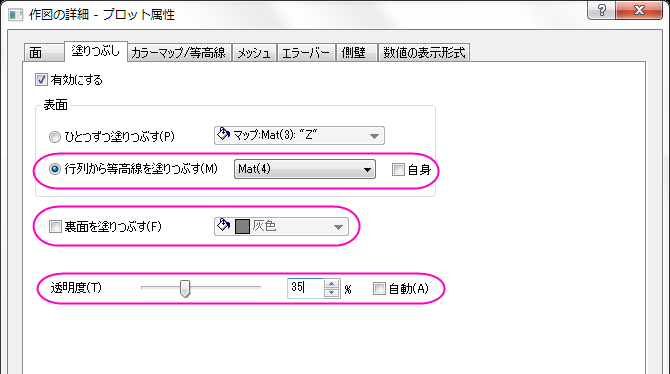 作図の詳細 - プロット属性
面 塗りつぶし カラーマップ/等高線 メッシュ エラーバー 側壁 数値の表示形式
有効にする
表面
ひとつずつ塗りつぶす(P) マップ:Mat(3): "Z"
行列から等高線を塗りつぶす(M) Mat(4) 自身
裏面を塗りつぶす(F) 灰色
透明度(T) 35 % 自動(A)